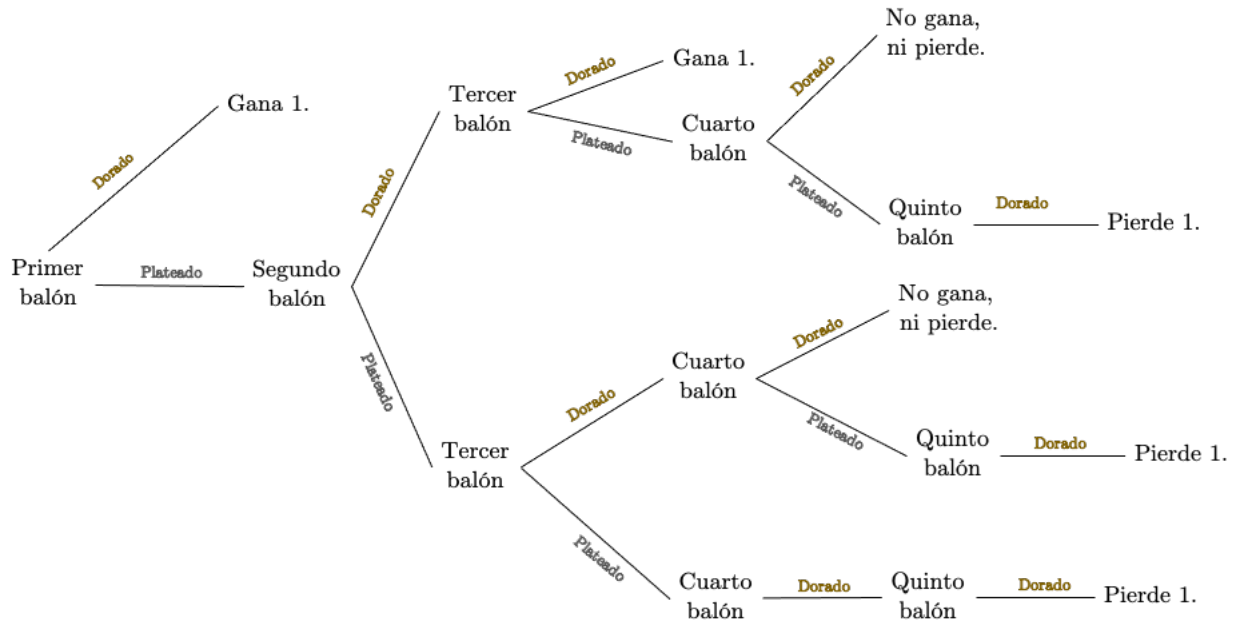 No gana,
ni pierde.
Dorado
Gana 1.
Dorado
Tercer
balón
Plateado
Cuarto
balón
Gana 1.
Dorado
Dorado
Plateado
Quinto
balón
Dorado
Pierde 1.
Primer
balón
Plateado
Segundo
balón
No gana,
ni pierde.
Dorado
Plateado
Cuarto
balón
Dorado
Plateado
Quinto
balón
Dorado
Pierde 1.
Tercer
balón
Plateado
Cuarto
balón
Dorado
Quinto
balón
Dorado
Pierde 1.